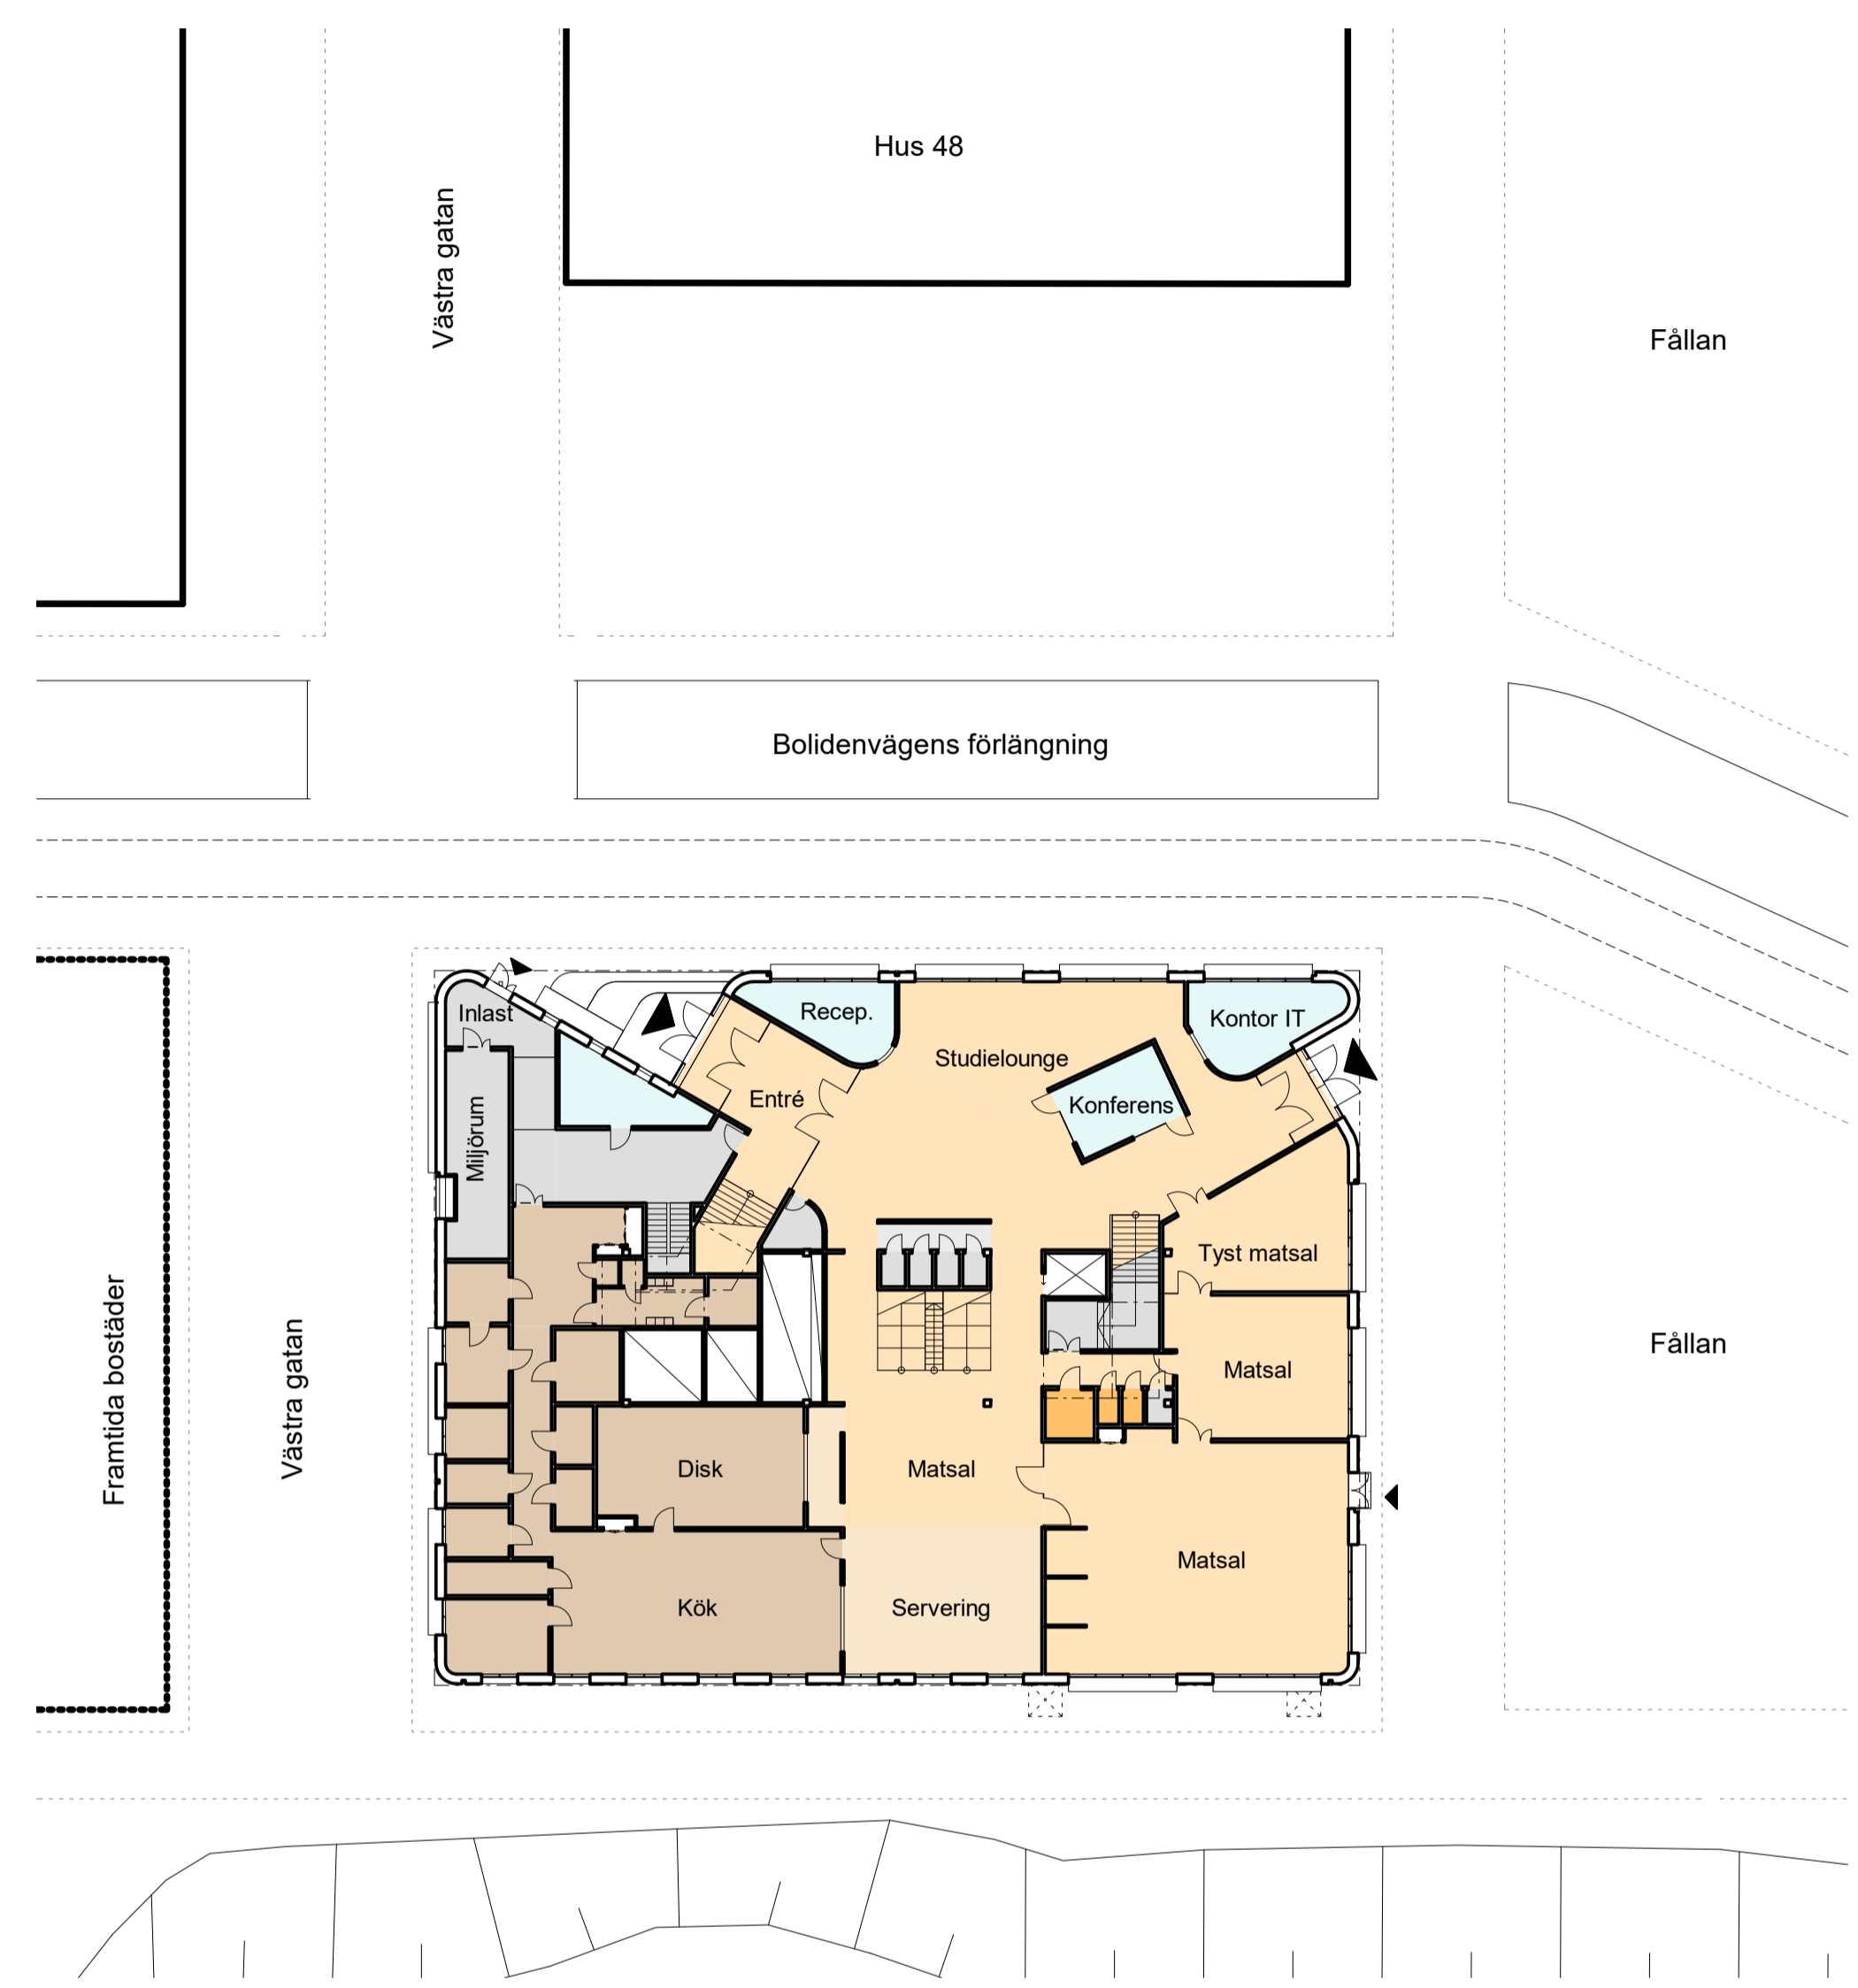 Hus 48
Västra gatan
Fållan
Bolidenvägens förlängning
Inlast
Recep.
Kontor IT
Studielounge
Entré
Konferens
Miljörum
Tyst matsal
Framtida bostäder
Västra gatan
Fållan
Matsal
Disk
Matsal
Matsal
Kök
Servering